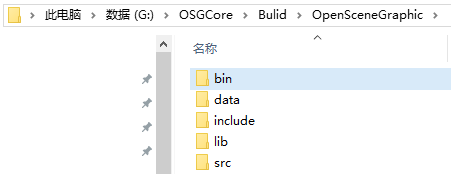 此电脑 > 数据 (G:) > OSGCore > Bulid > OpenSceneGraphic >
名称
bin
data
include
lib
src